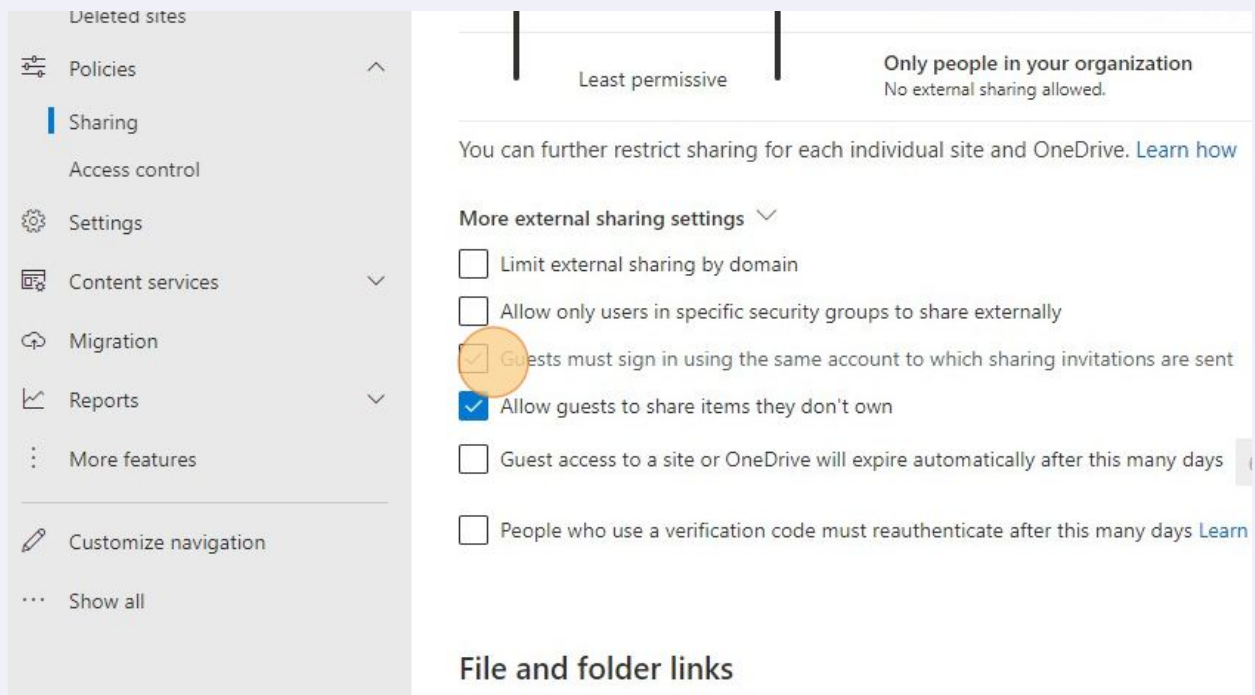 Deleted sites
Policies
Sharing
Access control
Settings
Content services
Migration
Reports
More features
Customize navigation
Show all
Least permissive
Only people in your organization
No external sharing allowed.
You can further restrict sharing for each individual site and OneDrive. Learn how
More external sharing settings
Limit external sharing by domain
Allow only users in specific security groups to share externally
Guests must sign in using the same account to which sharing invitations are sent
Allow guests to share items they don't own
Guest access to a site or OneDrive will expire automatically after this many days
People who use a verification code must reauthenticate after this many days Learn
File and folder links